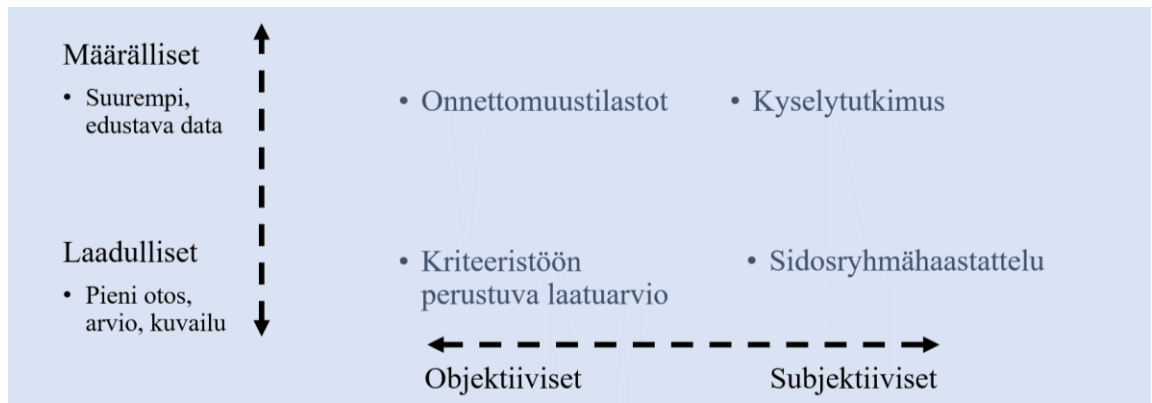 Määrälliset
• Suurempi,
edustava data
• Onnettomuustilastot
• Kyselytutkimus
Laadulliset
• Pieni otos,
arvio, kuvailu
• Kriteeristöön
perustuva laatuarvio
• Sidosryhmähaastattelu
Objektiiviset
Subjektiiviset